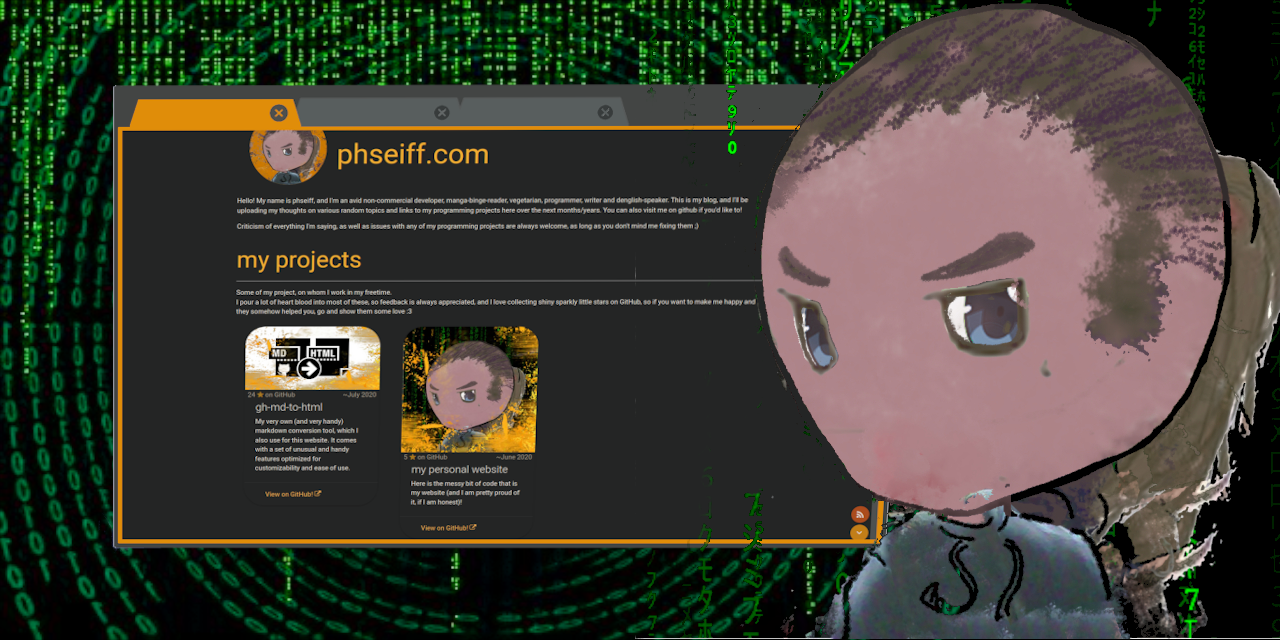 phseiff.com
Hello! My name is phseiff, and I'm an avid non-commercial developer, manga-binge-reader, vegetarian, programmer, writer and denglish-speaker. This is my blog, and I'll be
uploading my thoughts on various random topics and links to my programming projects here over the next months/years. You can also visit me on github if you'd like to!
Criticism of everything I'm saying, as well as issues with any of my programming projects are always welcome, as long as you don't mind me fixing them ;)
my projects
Some of my project, on whom I work in my freetime.
I pour a lot of heart blood into most of these, so feedback is always appreciated, and I love collecting shiny sparkly little stars on GitHub, so if you want to make me happy and
they somehow helped you, go and show them some love :3
MD HTML
24 ★ on GitHub ~July 2020
gh-md-to-html
My very own (and very handy)
markdown conversion tool, which I
also use for this website. It comes
with a set of unusual and handy
features optimized for
customizability and ease of use.
View on GitHub!
5 ★ on GitHub ~June 2020
my personal website
Here is the messy bit of code that is
my website (and I am pretty proud of
it, if I am honest)!
View on GitHub!